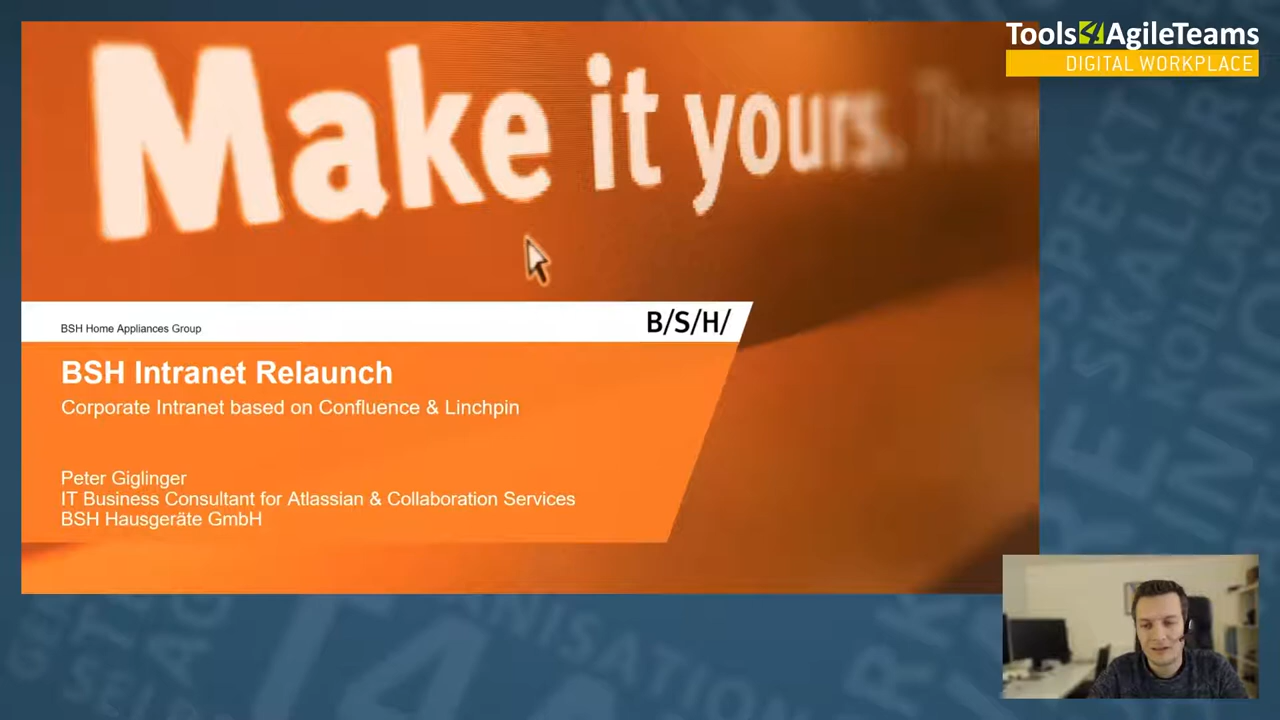 Tools4AgileTeams
DIGITAL WORKPLACE
Make it yours.
BSH Home Appliances Group
B/S/H/
BSH Intranet Relaunch
Corporate Intranet based on Confluence & Linchpin
Peter Giglinger
IT Business Consultant for Atlassian & Collaboration Services
BSH Hausgeräte GmbH